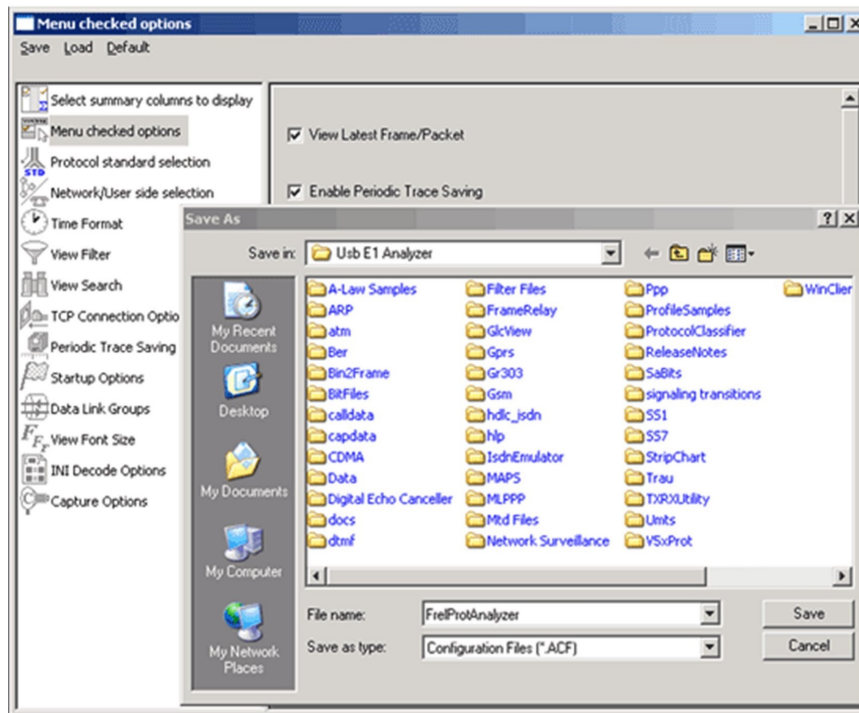 Menu checked options
Save Load Default
Select summary columns to display
Menu checked options
STD
Protocol standard selection
Network/User side selection
Time Format
View Filter
View Search
TCP Connection Optio
Periodic Trace Saving
Startup Options
Data Link Groups
View Font Size
INI Decode Options
Capture Options
View Latest Frame/Packet
Enable Periodic Trace Saving
Save As
Save in: Usb E1 Analyzer
My Recent Documents
Desktop
My Documents
My Computer
My Network Places
A-Law Samples
ARP
atm
Ber
Bin2Frame
BitFiles
calldata
capdata
CDMA
Data
Digital Echo Canceller
docs
dtmf
Filter Files
FrameRelay
GlcView
Gprs
Gr303
Gsm
hdlc_isdn
hlp
IsdnEmulator
MAPS
MLPPP
Mtd Files
Network Surveillance
Ppp
ProfileSamples
ProtocolClassifier
ReleaseNotes
SaBits
signaling transitions
SS1
SS7
StripChart
Trau
TXRXUtility
Umts
V5xProt
WinClier
File name: FrelProtAnalyzer
Save
Save as type: Configuration Files (*.ACF)
Cancel